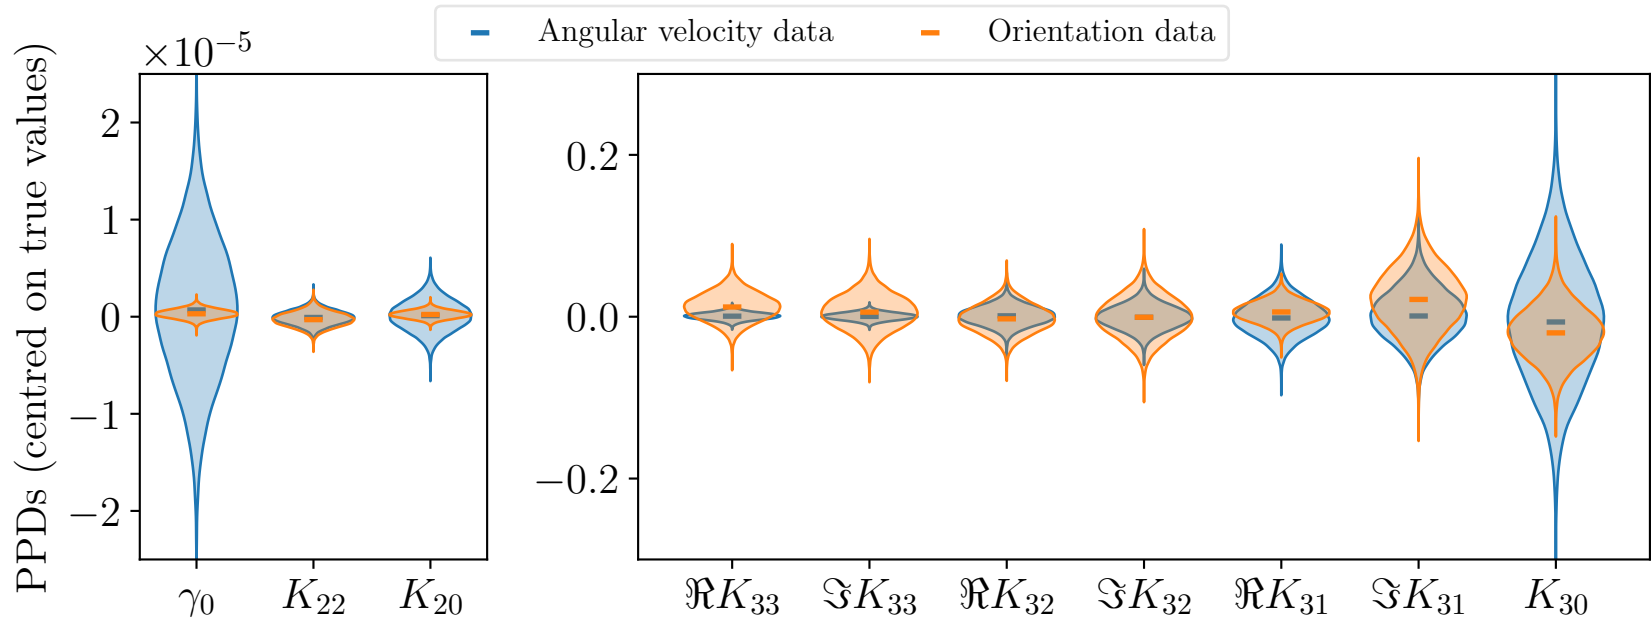 Angular velocity data Orientation data
×10⁻⁵
PPDs (centred on true values)
2
1
0
−1
−2
0.2
0.0
−0.2
γ₀ K₂₂ K₂₀
ℜK₃₃ ℑK₃₃ ℜK₃₂ ℑK₃₂ ℜK₃₁ ℑK₃₁ K₃₀